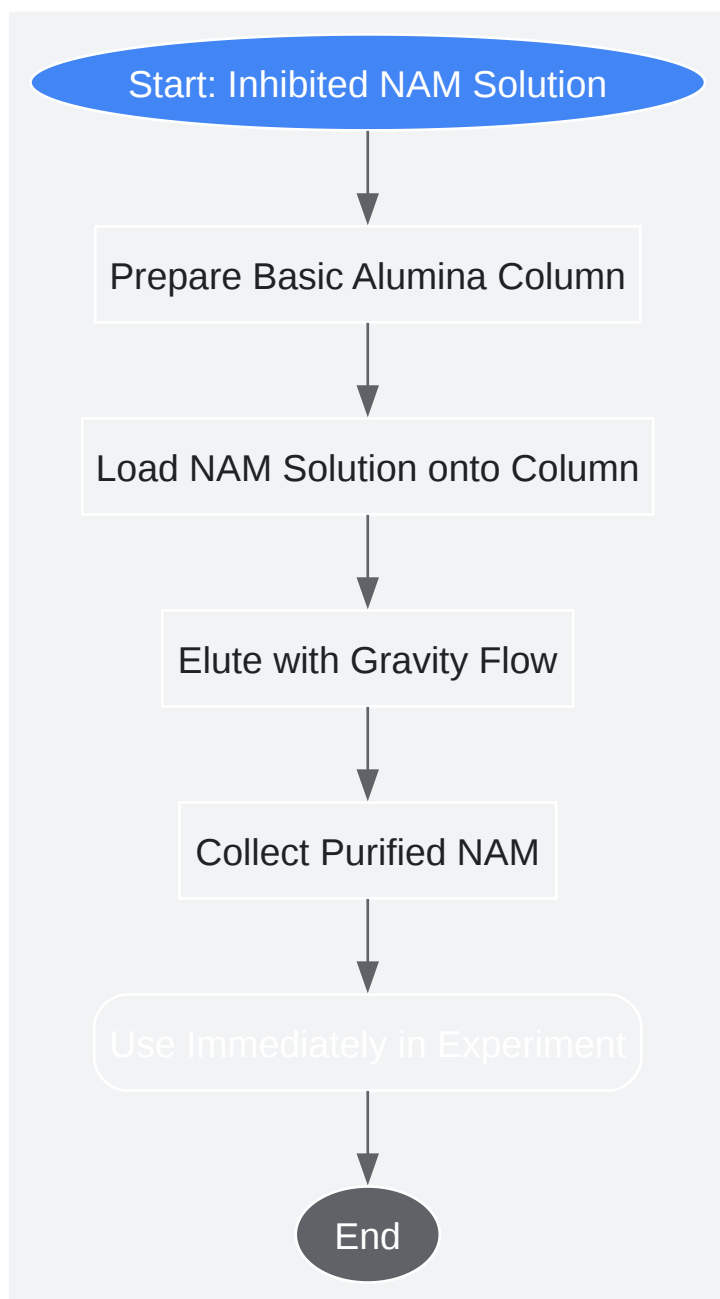 Start: Inhibited NAM Solution
Prepare Basic Alumina Column
Load NAM Solution onto Column
Elute with Gravity Flow
Collect Purified NAM
Use Immediately in Experiment
End